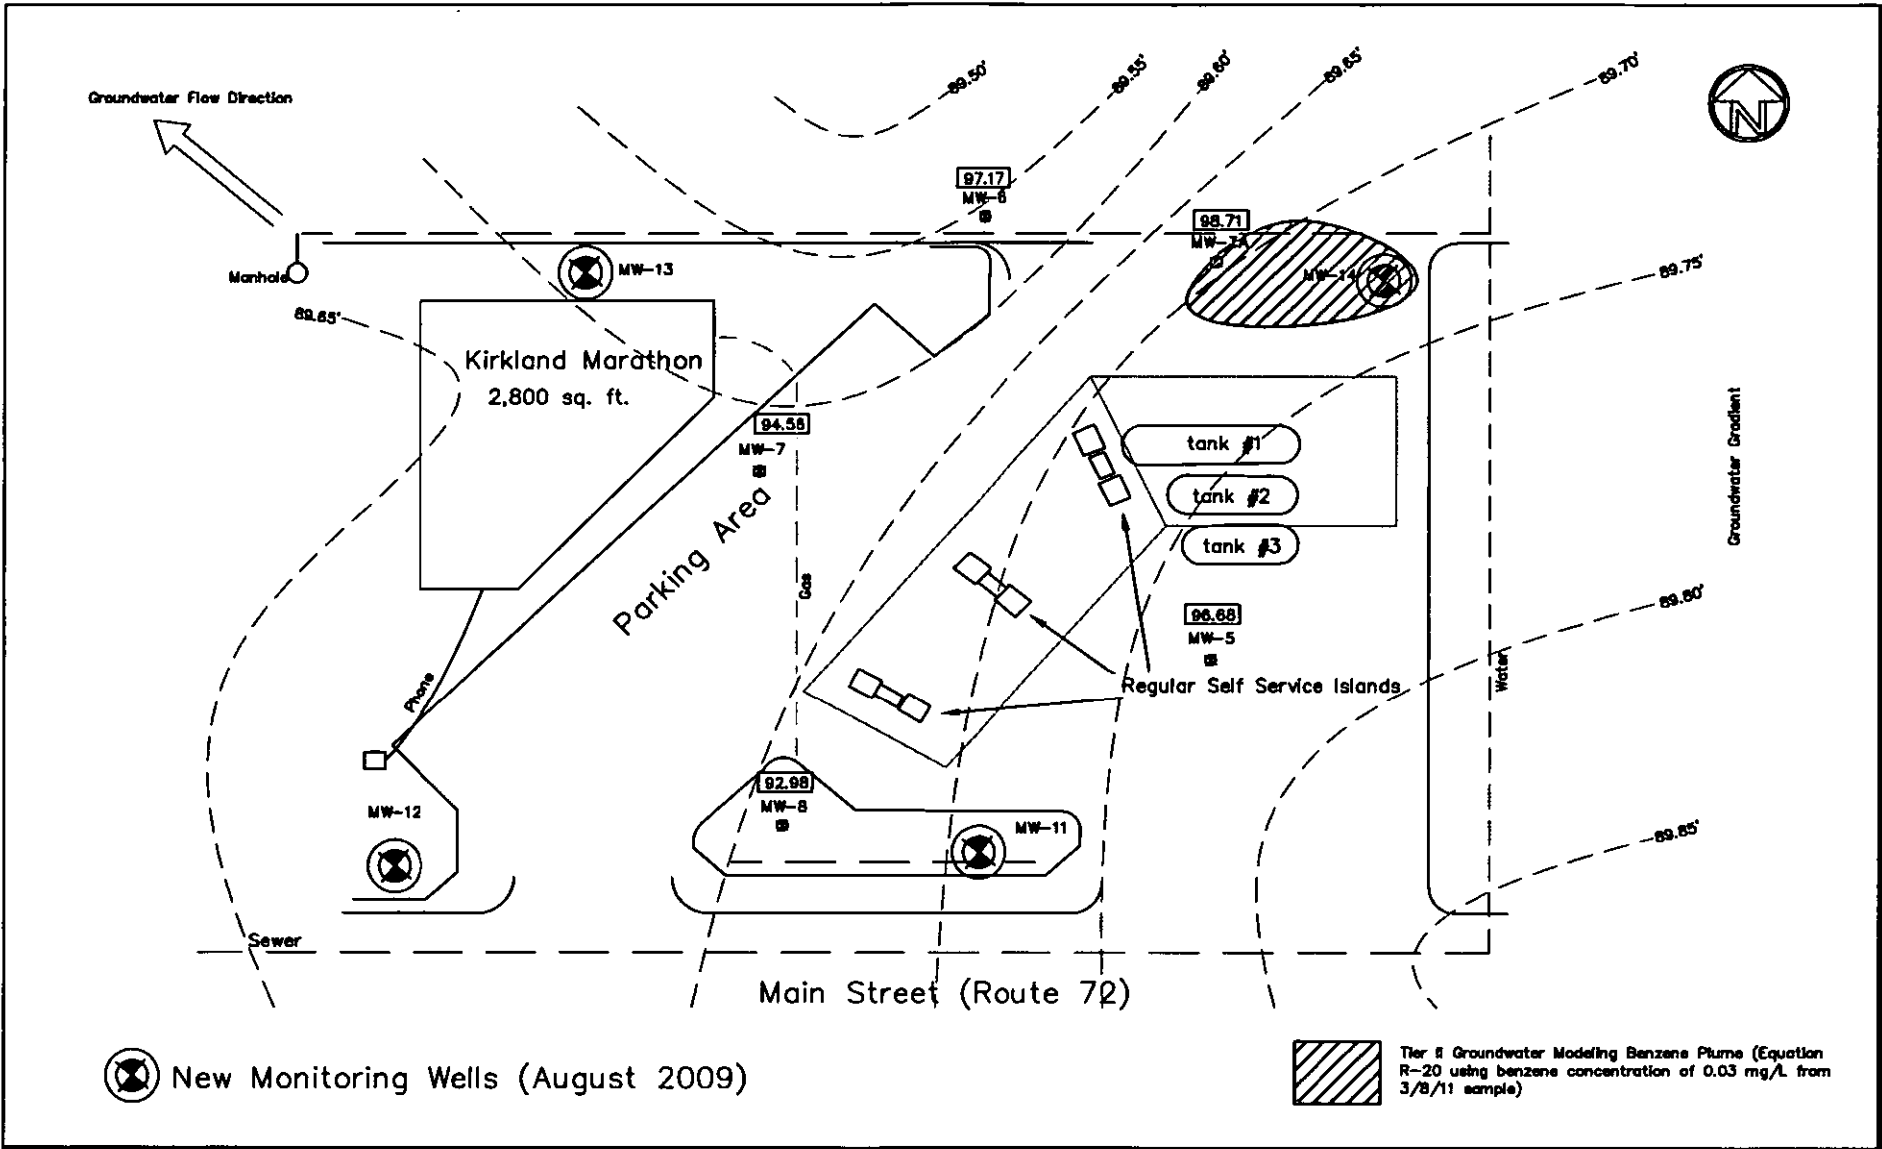 89.50'
89.55'
89.60'
89.65'
89.70'
Groundwater Flow Direction
N
97.17
MW-6
98.71
MW-7A
MW-13
Manhole
MW-14
89.75'
89.65'
Kirkland Marathon
2,800 sq. ft.
94.58
MW-7
tank #1
tank #2
tank #3
Groundwater Gradient
Parking Area
Gas
96.68
MW-5
89.80'
Phone
Regular Self Service Islands
Water
92.98
MW-8
MW-12
MW-11
89.85'
Sewer
Main Street (Route 72)
New Monitoring Wells (August 2009)
Tier II Groundwater Modeling Benzene Plume (Equation
R-20 using benzene concentration of 0.03 mg/L from
3/8/11 sample)